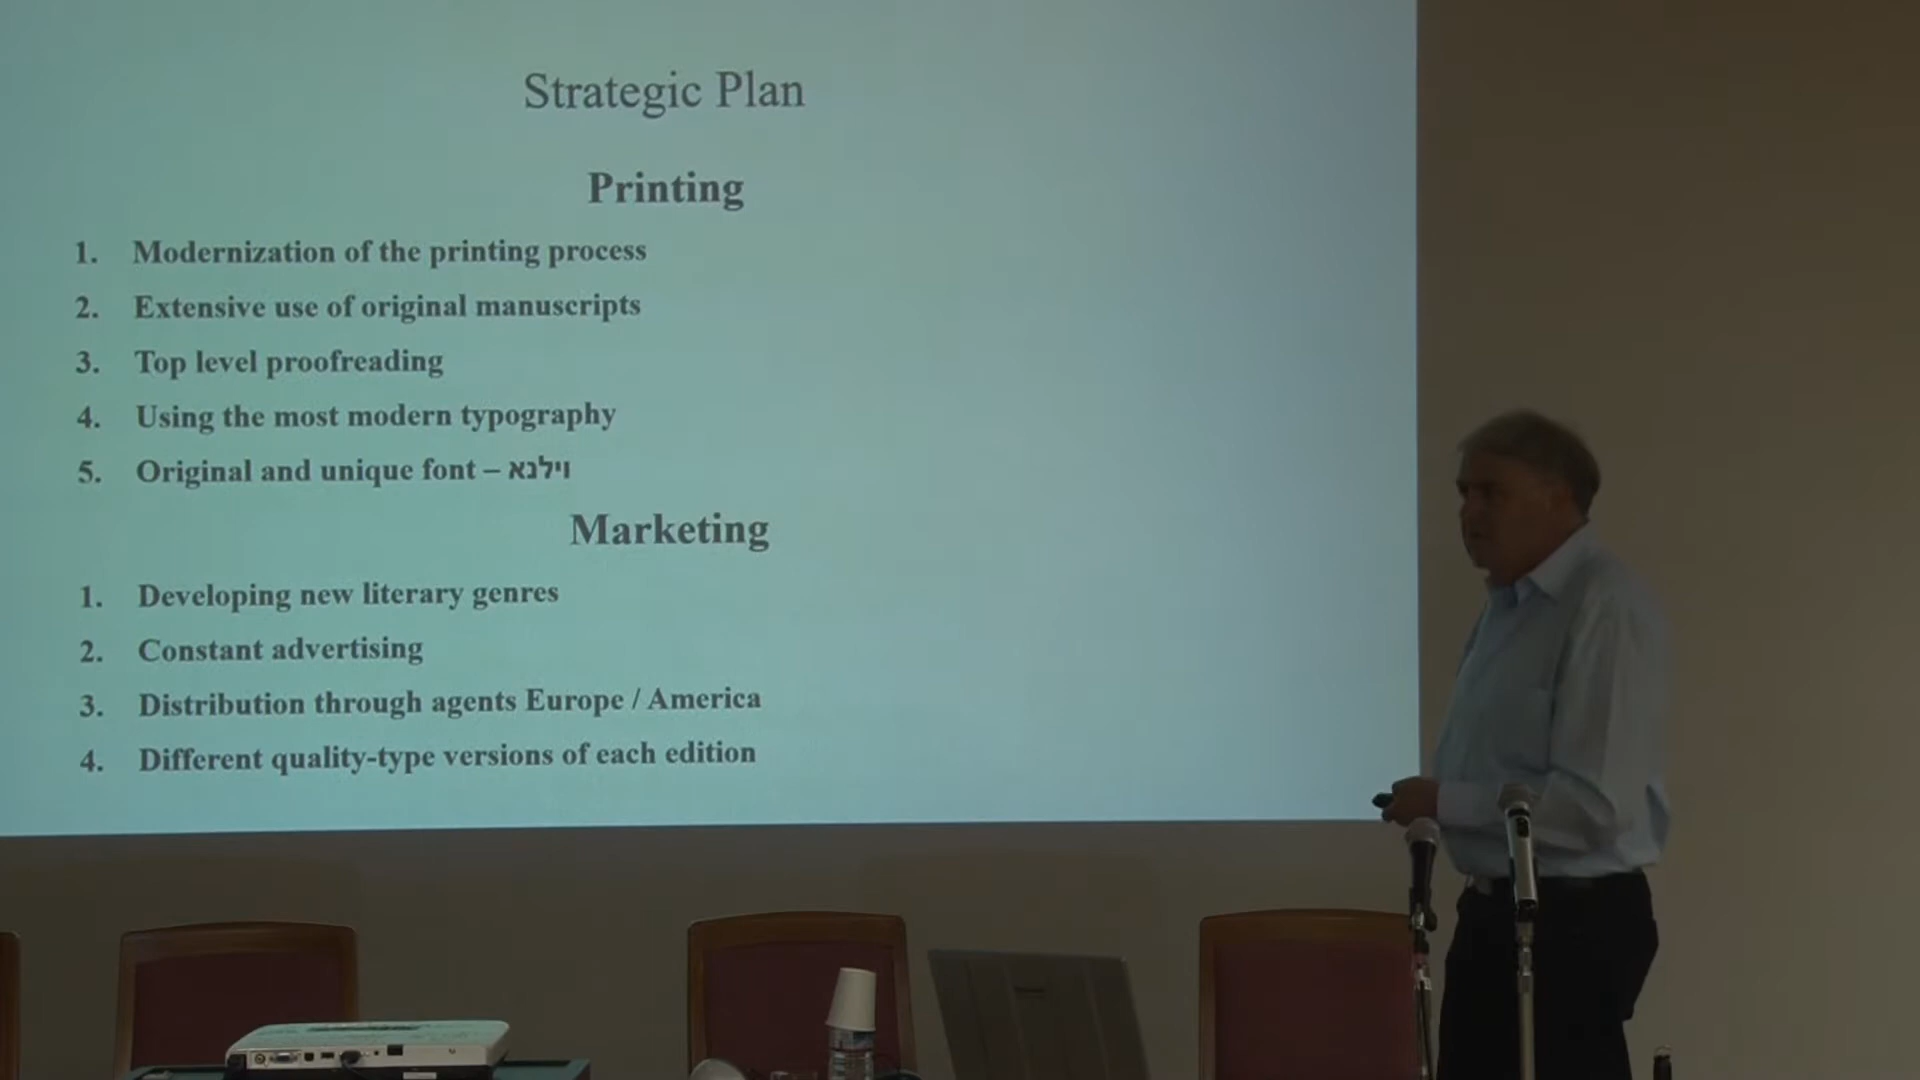 Strategic Plan
Printing
1. Modernization of the printing process
2. Extensive use of original manuscripts
3. Top level proofreading
4. Using the most modern typography
5. Original and unique font – ווילנא
Marketing
1. Developing new literary genres
2. Constant advertising
3. Distribution through agents Europe / America
4. Different quality-type versions of each edition